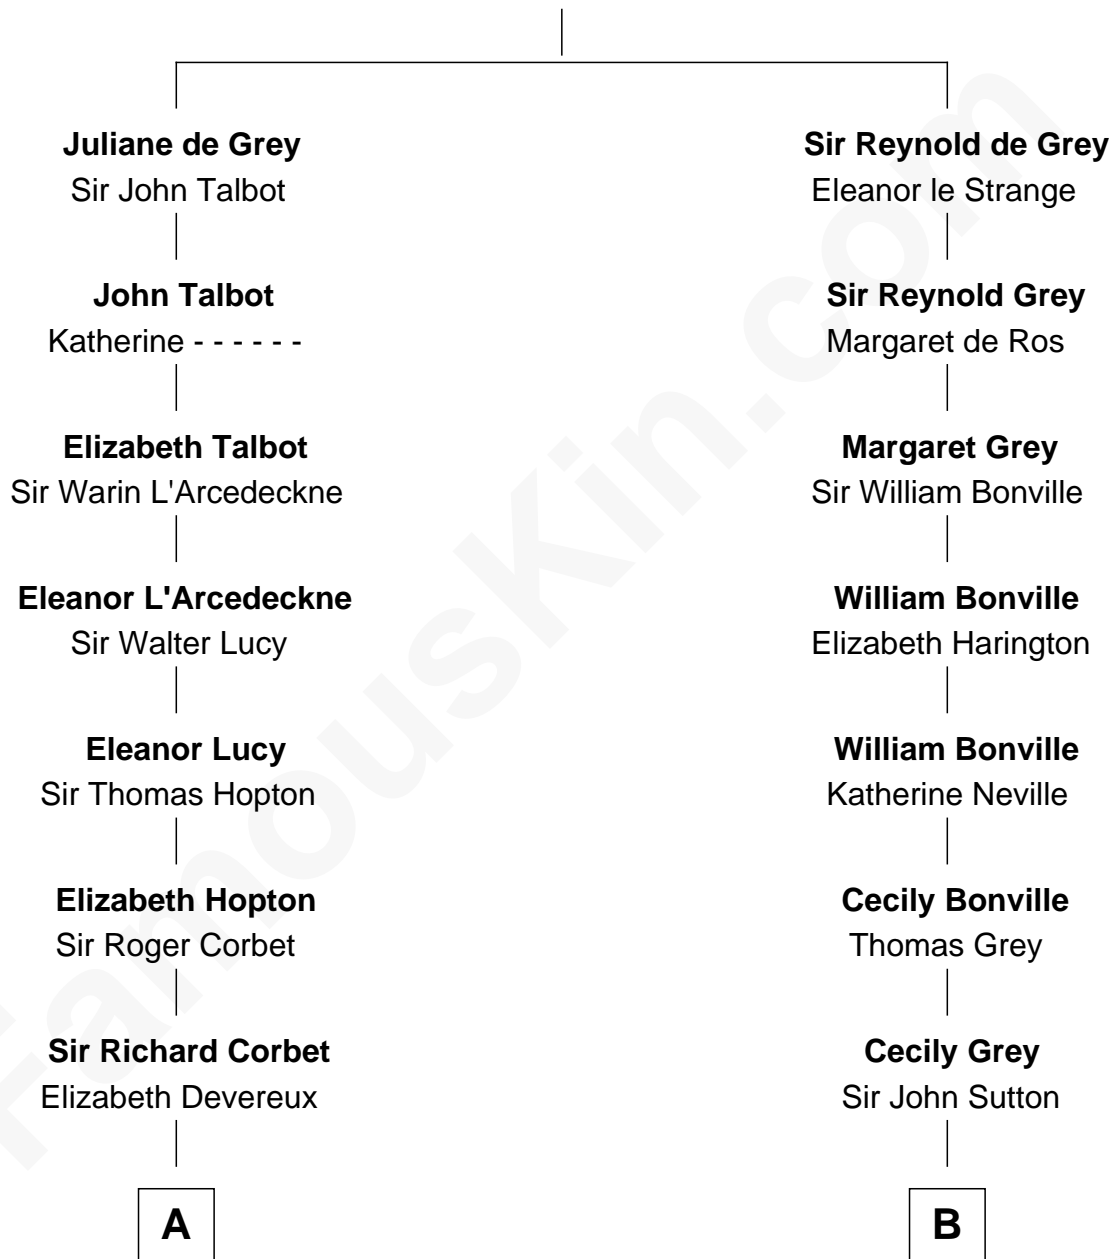 Juliane de Grey
Sir John Talbot
John Talbot
Katherine - - - - - -
Elizabeth Talbot
Sir Warin L'Arcedeckne
Eleanor L'Arcedeckne
Sir Walter Lucy
Eleanor Lucy
Sir Thomas Hopton
Elizabeth Hopton
Sir Roger Corbet
Sir Richard Corbet
Elizabeth Devereux
A
Sir Reynold de Grey
Eleanor le Strange
Sir Reynold Grey
Margaret de Ros
Margaret Grey
Sir William Bonville
William Bonville
Elizabeth Harington
William Bonville
Katherine Neville
Cecily Bonville
Thomas Grey
Cecily Grey
Sir John Sutton
B
FamousKin.com